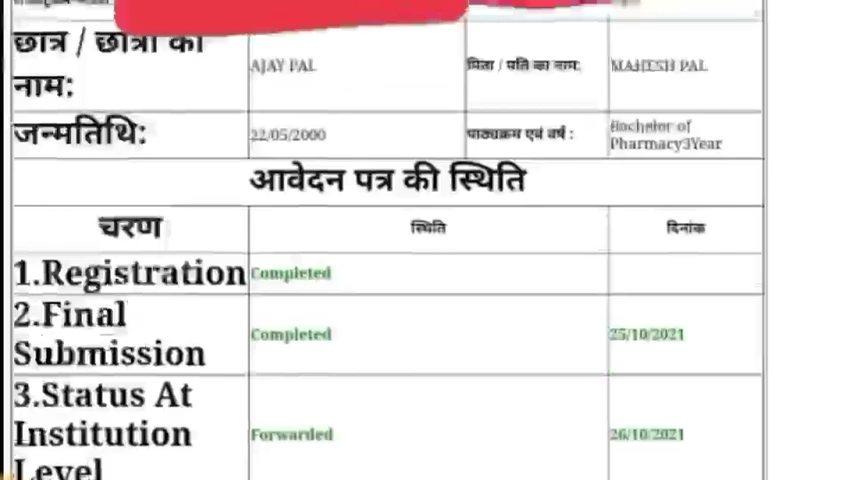 छात्र / छात्रा का
नाम:
AJAY PAL
पिता / पति का नाम:
MAHESH PAL
जन्मतिथि:
22/05/2000
पाठ्यक्रम एवं वर्ष :
Bachelor of
Pharmacy3Year
आवेदन पत्र की स्थिति
चरण
स्थिति
दिनांक
1.Registration
Completed
2.Final
Submission
Completed
25/10/2021
3.Status At
Institution
Level
Forwarded
26/10/2021